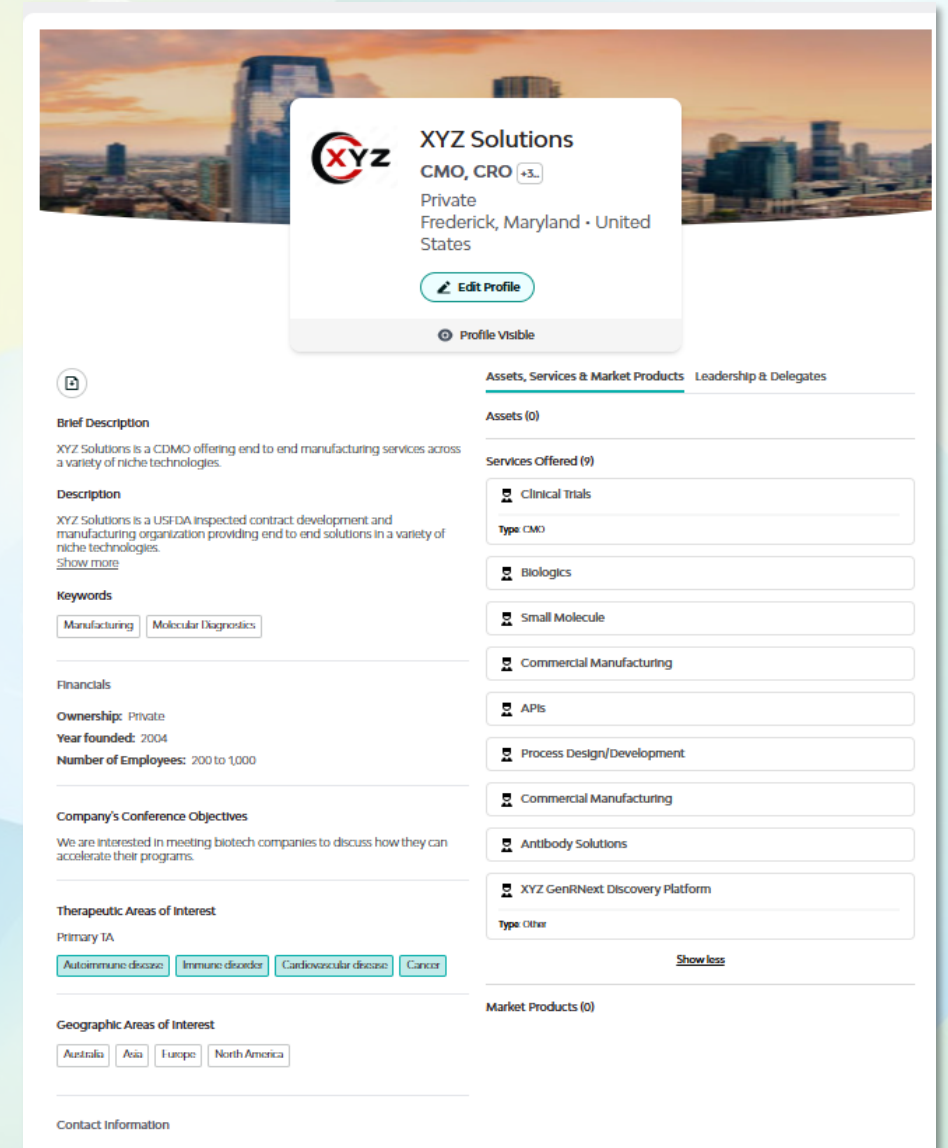 XYZ
XYZ Solutions
CMO, CRO +3..
Private
Frederick, Maryland • United
States
Edit Profile
Profile Visible
Brief Description
XYZ Solutions is a CDMO offering end to end manufacturing services across
a variety of niche technologies.
Description
XYZ Solutions is a USFDA inspected contract development and
manufacturing organization providing end to end solutions in a variety of
niche technologies.
Show more
Keywords
Manufacturing Molecular Diagnostics
Financials
Ownership: Private
Year founded: 2004
Number of Employees: 200 to 1,000
Company's Conference Objectives
We are interested in meeting biotech companies to discuss how they can
accelerate their programs.
Therapeutic Areas of Interest
Primary TA
Autoimmune disease Immune disorder Cardiovascular disease Cancer
Geographic Areas of Interest
Australia Asia Europe North America
Contact Information
Assets, Services & Market Products Leadership & Delegates
Assets (0)
Services Offered (9)
Clinical Trials
Type: CMO
Biologics
Small Molecule
Commercial Manufacturing
APIs
Process Design/Development
Commercial Manufacturing
Antibody Solutions
XYZ GenRNext Discovery Platform
Type: Other
Show less
Market Products (0)